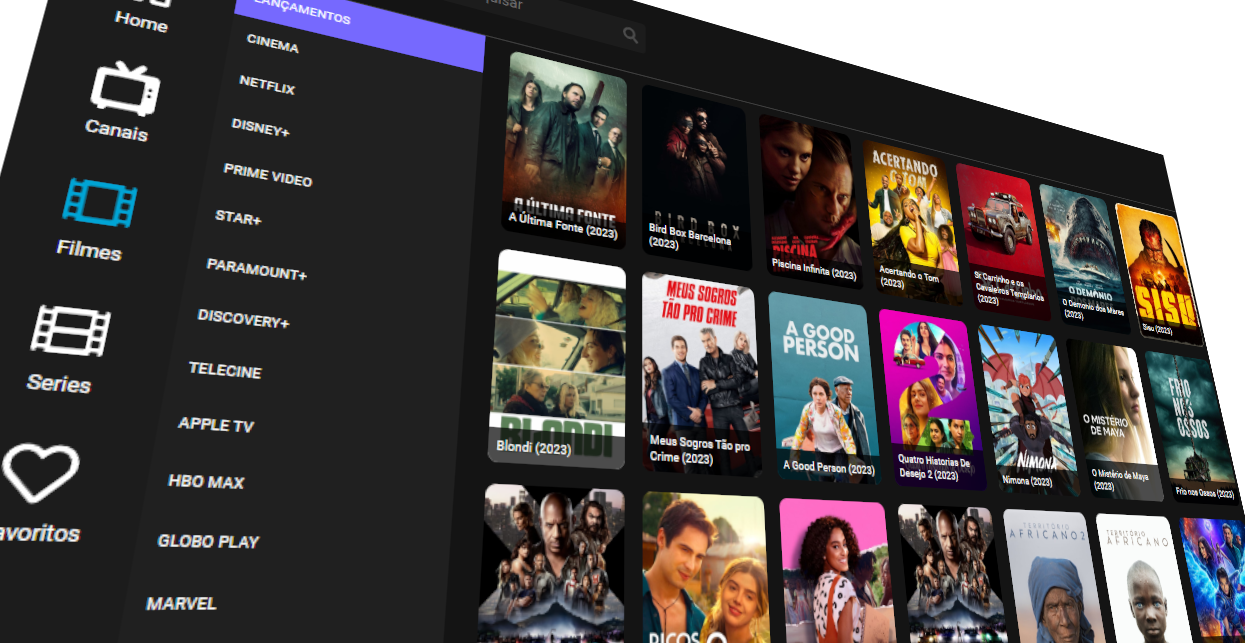 Home
Canais
Filmes
Series
avoritos
LANÇAMENTOS
CINEMA
NETFLIX
DISNEY+
PRIME VIDEO
STAR+
PARAMOUNT+
DISCOVERY+
TELECINE
APPLE TV
HBO MAX
GLOBO PLAY
MARVEL
uisar
A ÚLTIMA FONTE
A Última Fonte (2023)
BIRD BOX
Bird Box Barcelona
(2023)
PISCINA
Piscina Infinita (2023)
ACERTANDO
O TOM
Acertando o Tom
(2023)
Sr Carrinho e os
Cavaleiros Templarios
(2023)
O DEMÔNIO
O Demonio dos Mares
(2023)
SISU
Sisu (2023)
BLONDI
Blondi (2023)
MEUS SOGROS
TÃO PRO CRIME
Meus Sogros Tão pro
Crime (2023)
A GOOD
PERSON
A Good Person (2023)
2
Quatro Historias De
Desejo 2 (2023)
NIMONA
Nimona (2023)
O MISTÉRIO
DE MAYA
O Mistério de Maya
(2023)
FRIO
NOS
OSSOS
Frio nos Ossos (2023)
X
RICOS
X
TERRITÓRIO
AFRICANO 2
TERRITÓRIO
AFRICANO